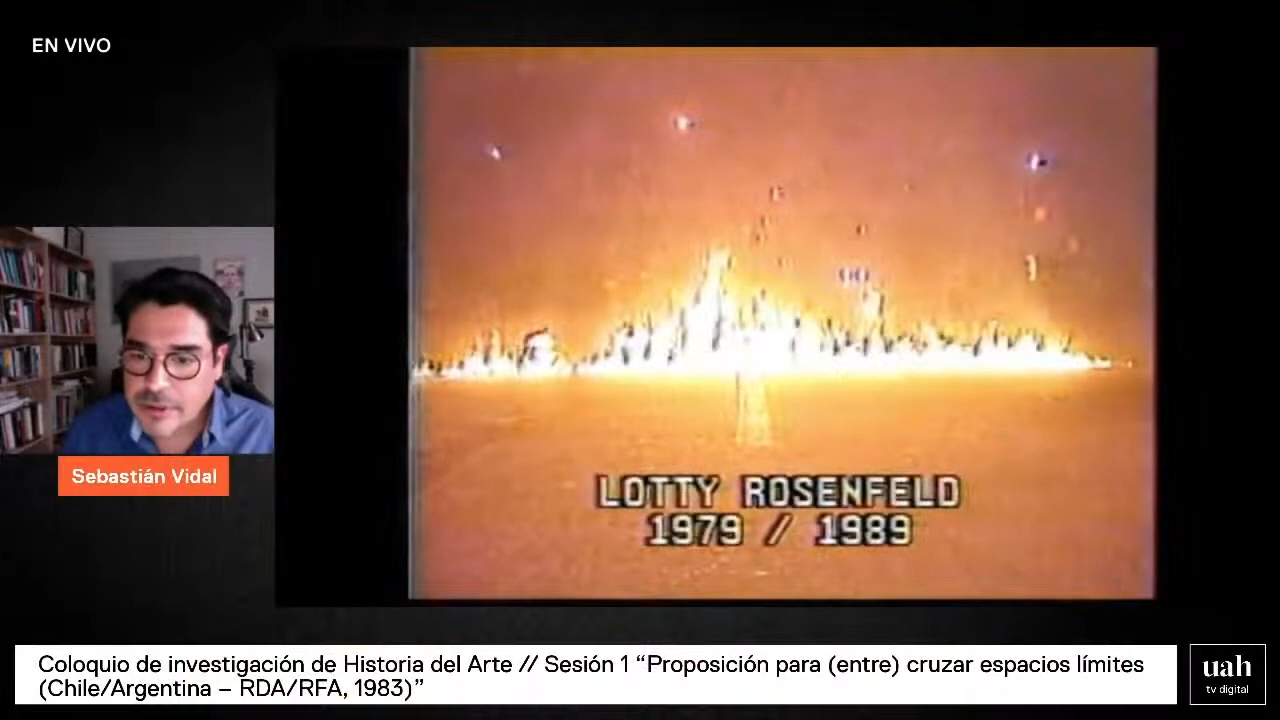 EN VIVO
LOTTY ROSENFELD
1979 / 1989
Sebastián Vidal
Coloquio de investigación de Historia del Arte // Sesión 1 “Proposición para (entre) cruzar espacios límites
(Chile/Argentina – RDA/RFA, 1983)”
uah
tv digital